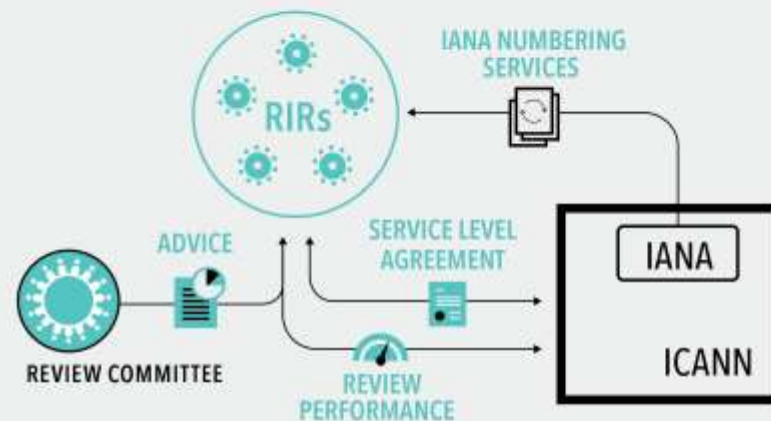 IANA NUMBERING
SERVICES
RIRs
ADVICE
SERVICE LEVEL
AGREEMENT
IANA
ICANN
REVIEW COMMITTEE
REVIEW
PERFORMANCE